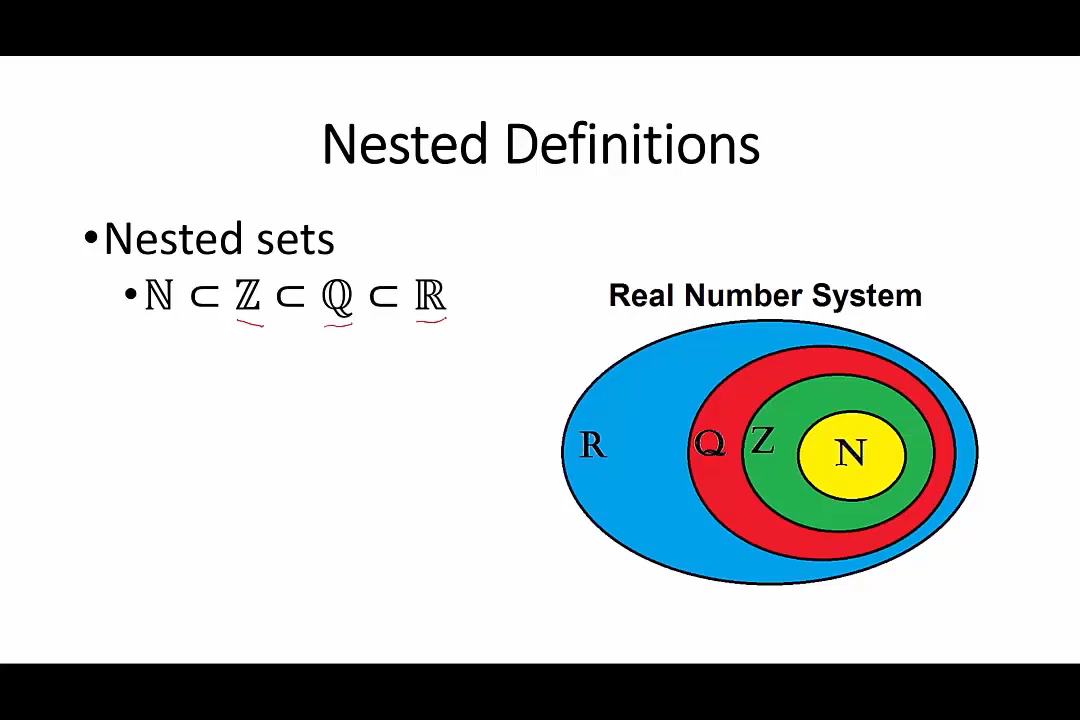 Nested Definitions
•Nested sets
•ℕ ⊂ ℤ ⊂ ℚ ⊂ ℝ
Real Number System
R Q Z N